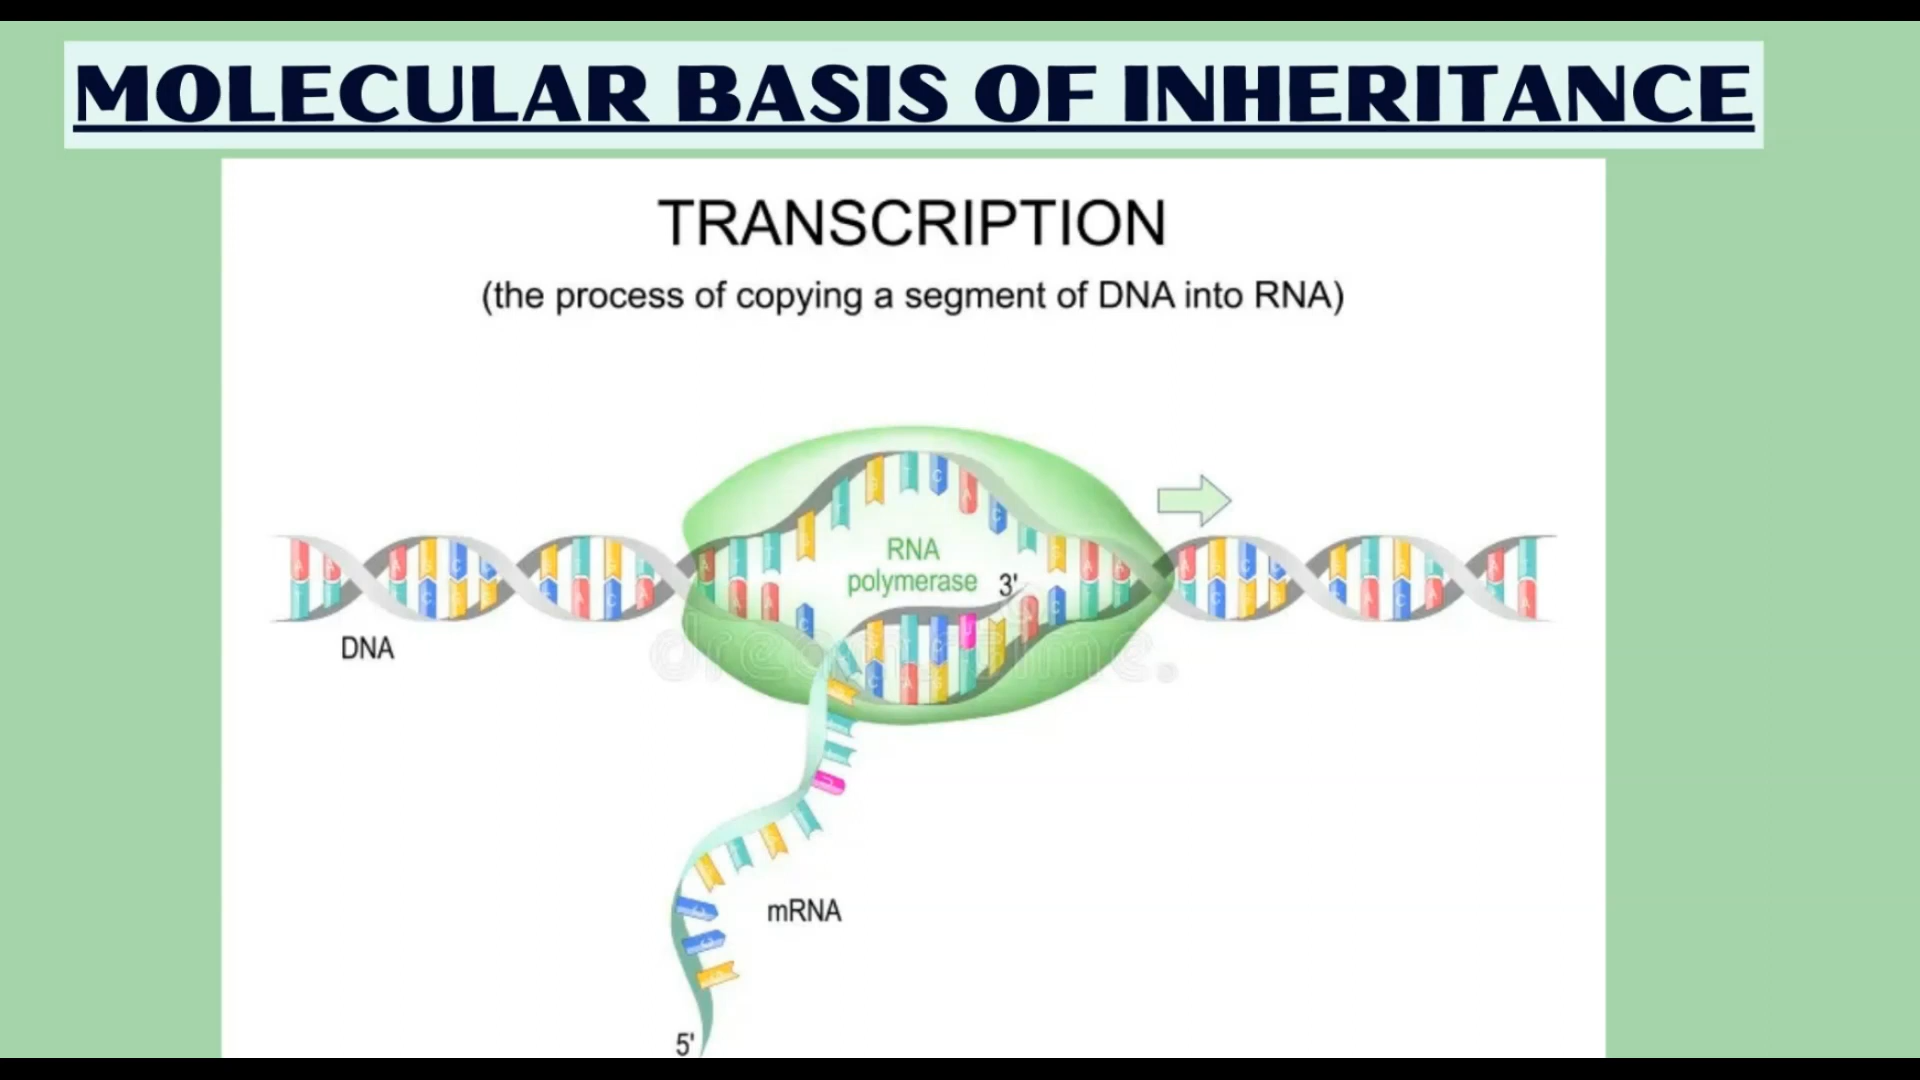 MOLECULAR BASIS OF INHERITANCE
TRANSCRIPTION
(the process of copying a segment of DNA into RNA)
RNA
polymerase
3'
DNA
mRNA
5'